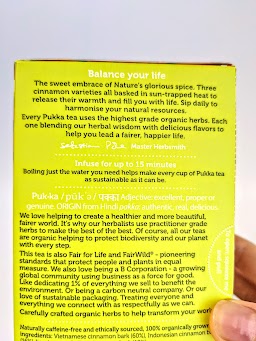 Balance your life
The sweet embrace of Nature's glorious spice. Three
cinnamon varieties all basked in sun-trapped heat to
release their warmth and fill you with life. Sip daily to
harmonise your natural resources.
Every Pukka tea uses the highest grade organic herbs. Each
one blending our herbal wisdom with delicious flavors to
help you lead a fairer, happier life.
Master Herbsmith
Infuse for up to 15 minutes
Boiling just the water you need helps make every cup of Pukka tea
as sustainable as it can be.
Puk-ka / Adjective excellent, proper or
genuine. ORIGIN from Hindi pukka: authentic, real, delicious.
We love helping to create a healthier and more beautiful,
fairer world. It's why our herbalists use practitioner grade
herbs to make the best of the best. Of course, all our teas
are organic helping to protect biodiversity and our planet
with every step.
This tea is also Fair for Life and FairWild® - pioneering
standards that protect people and plants in equal
measure. We also love being a B Corporation - a growing
global community using business as a force for good.
Like dedicating 1% of everything we sell to benefit the
environment. Or being a carbon neutral company. Or our
love of sustainable packaging. Treating everyone and
everything we connect with as respectfully as we can.
Carefully crafted organic herbs to help transform your world
Naturally caffeine-free and ethically sourced, 100% organically grown
ingredients: Vietnamese cinnamon bark (60%), Indonesian cinnamon